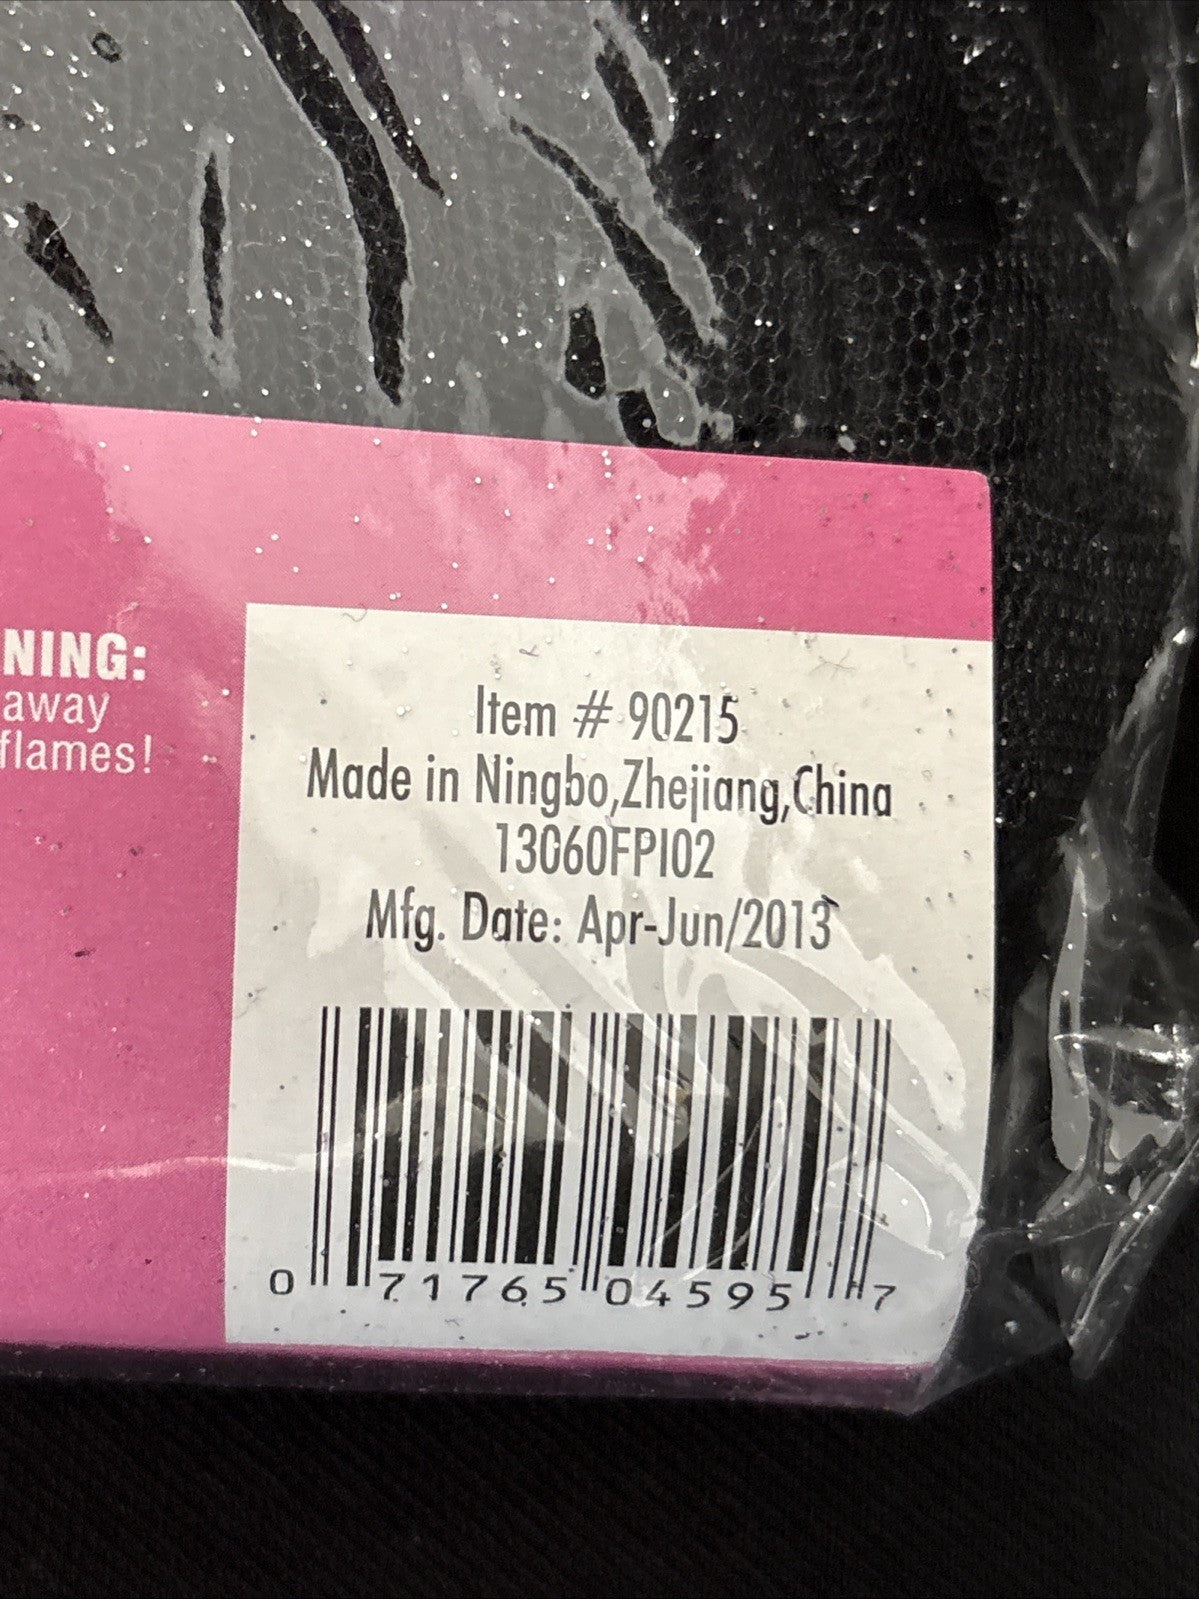 NING:
away
flames!
Item # 90215
Made in Ningbo,Zhejiang,China
13060FPI02
Mfg. Date: Apr-Jun/2013
0 71765 04595 7